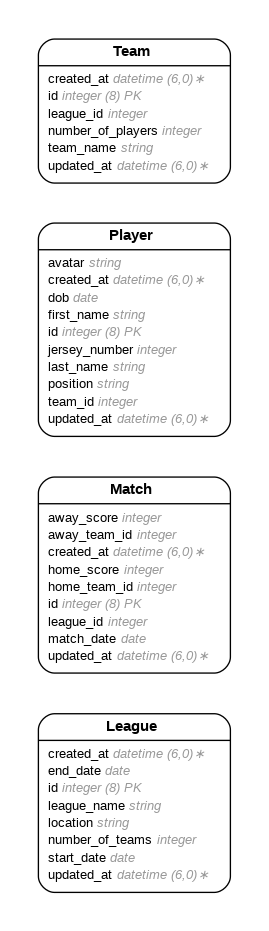 Team
created_at datetime (6,0)∗
id integer (8) PK
league_id integer
number_of_players integer
team_name string
updated_at datetime (6,0)∗
Player
avatar string
created_at datetime (6,0)∗
dob date
first_name string
id integer (8) PK
jersey_number integer
last_name string
position string
team_id integer
updated_at datetime (6,0)∗
Match
away_score integer
away_team_id integer
created_at datetime (6,0)∗
home_score integer
home_team_id integer
id integer (8) PK
league_id integer
match_date date
updated_at datetime (6,0)∗
League
created_at datetime (6,0)∗
end_date date
id integer (8) PK
league_name string
location string
number_of_teams integer
start_date date
updated_at datetime (6,0)∗